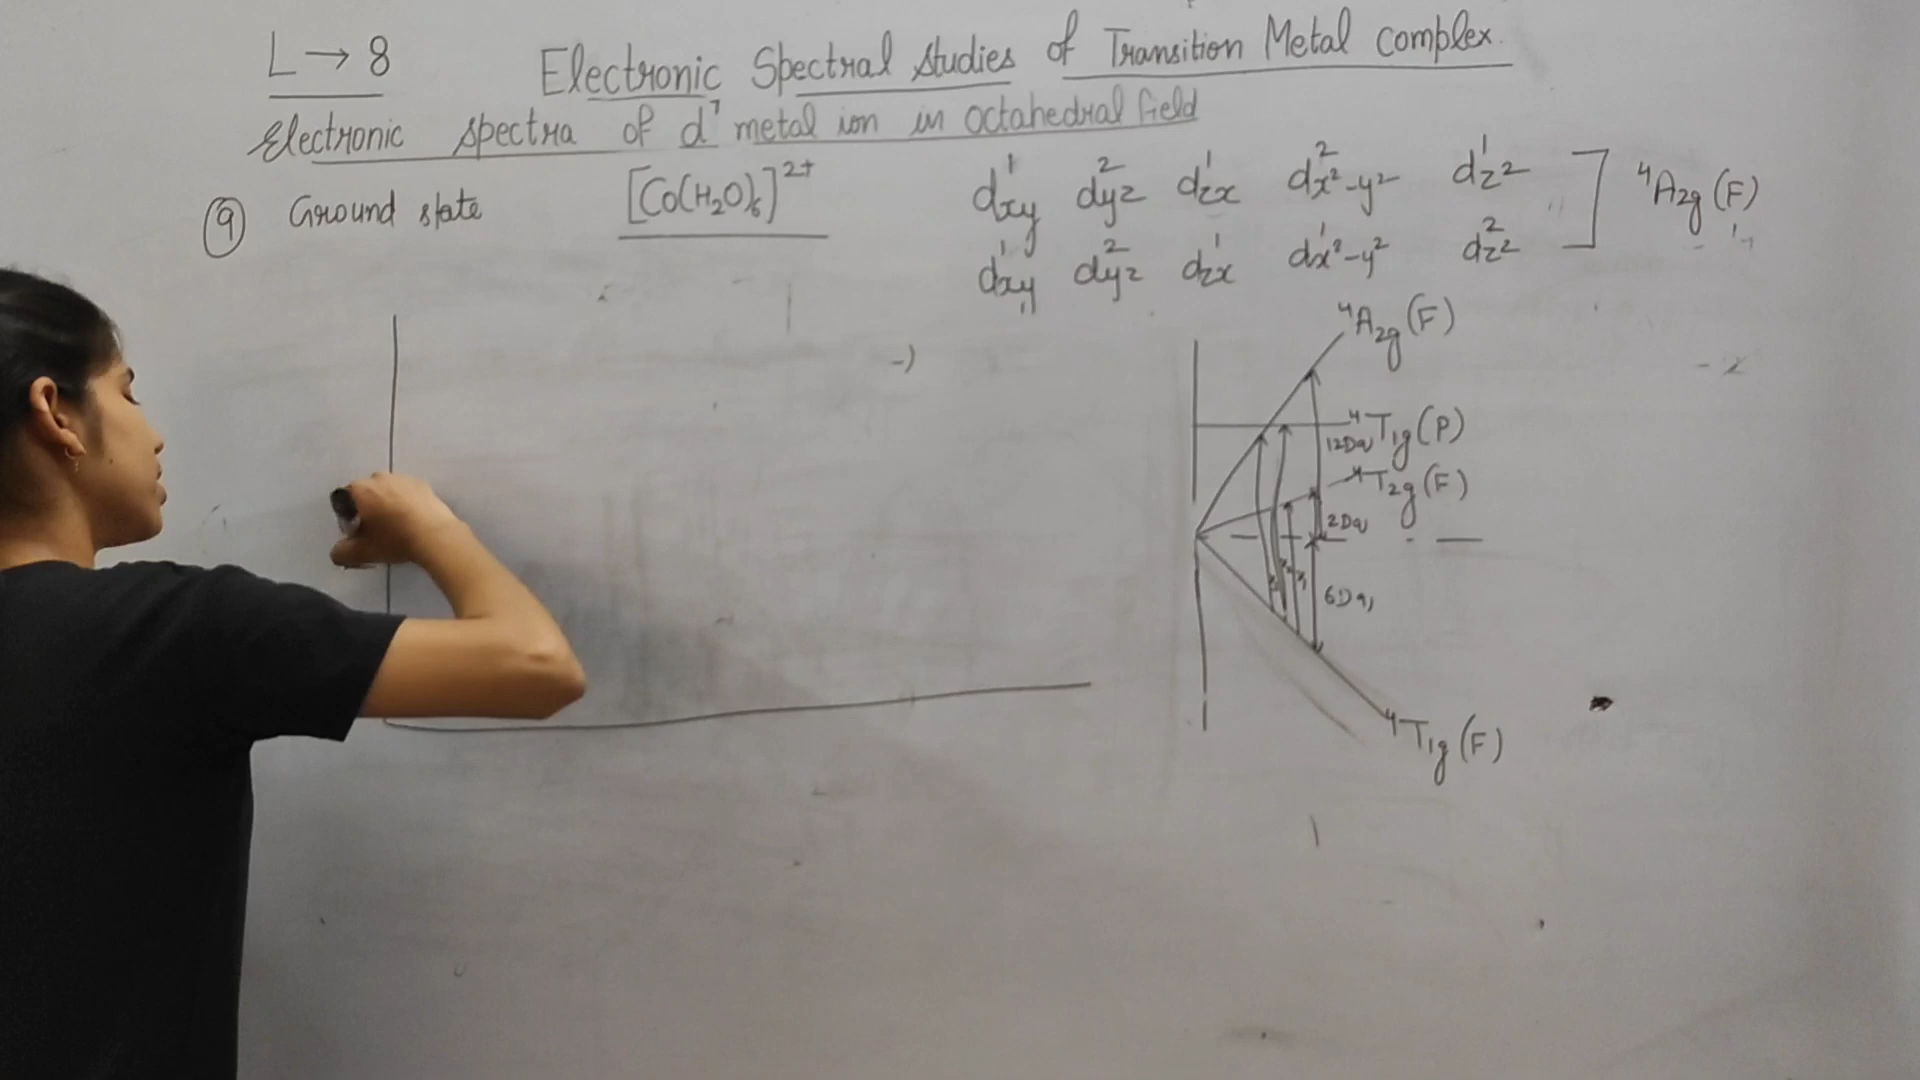 L → 8
Electronic Spectral Studies of Transition Metal Complex.
Electronic spectra of d⁷ metal ion in octahedral field
⑨ Ground state
[Co(H₂O)₆]²⁺
dxy¹ dyz² dzx¹ dx²-y²² dz²¹
dxy¹ dyz² dzx¹ dx²-y²¹ dz²²
⁴A₂g (F)
⁴A₂g (F)
⁴T₁g (P)
12Dq
⁴T₂g (F)
2Dq
6Dq
⁴T₁g (F)